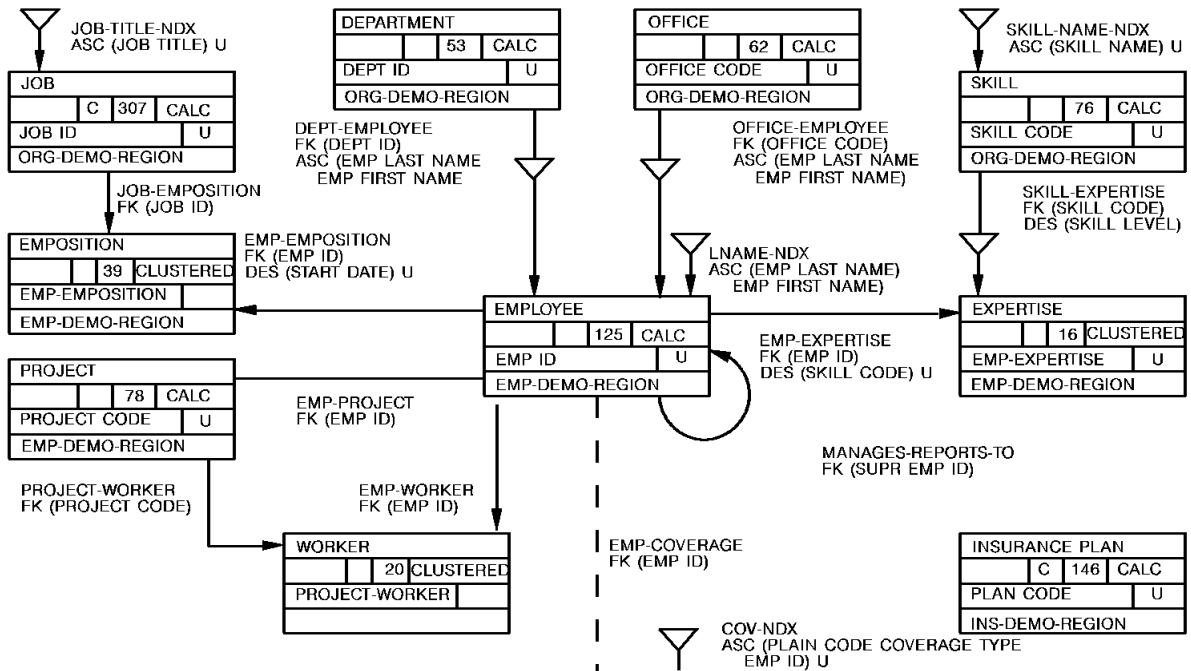 JOB-TITLE-NDX
ASC (JOB TITLE) U
JOB
C 307 CALC
JOB ID U
ORG-DEMO-REGION
DEPARTMENT
53 CALC
DEPT ID U
ORG-DEMO-REGION
OFFICE
62 CALC
OFFICE CODE U
ORG-DEMO-REGION
SKILL-NAME-NDX
ASC (SKILL NAME) U
SKILL
76 CALC
SKILL CODE U
ORG-DEMO-REGION
JOB-EMPOSITION
FK (JOB ID)
DEPT-EMPLOYEE
FK (DEPT ID)
ASC (EMP LAST NAME
EMP FIRST NAME
OFFICE-EMPLOYEE
FK (OFFICE CODE)
ASC (EMP LAST NAME
EMP FIRST NAME)
SKILL-EXPERTISE
FK (SKILL CODE)
DES (SKILL LEVEL)
EMPOSITION
39 CLUSTERED
EMP-EMPOSITION
EMP-DEMO-REGION
EMP-EMPOSITION
FK (EMP ID)
DES (START DATE) U
LNAME-NDX
ASC (EMP LAST NAME)
EMP FIRST NAME)
EMPLOYEE
125 CALC
EMP ID U
EMP-DEMO-REGION
EXPERTISE
16 CLUSTERED
EMP-EXPERTISE U
EMP-DEMO-REGION
EMP-EXPERTISE
FK (EMP ID)
DES (SKILL CODE) U
PROJECT
78 CALC
PROJECT CODE U
EMP-DEMO-REGION
EMP-PROJECT
FK (EMP ID)
MANAGES-REPORTS-TO
FK (SUPR EMP ID)
PROJECT-WORKER
FK (PROJECT CODE)
EMP-WORKER
FK (EMP ID)
WORKER
20 CLUSTERED
PROJECT-WORKER
EMP-COVERAGE
FK (EMP ID)
INSURANCE PLAN
C 146 CALC
PLAN CODE U
INS-DEMO-REGION
COV-NDX
ASC (PLAIN CODE COVERAGE TYPE
EMP ID) U